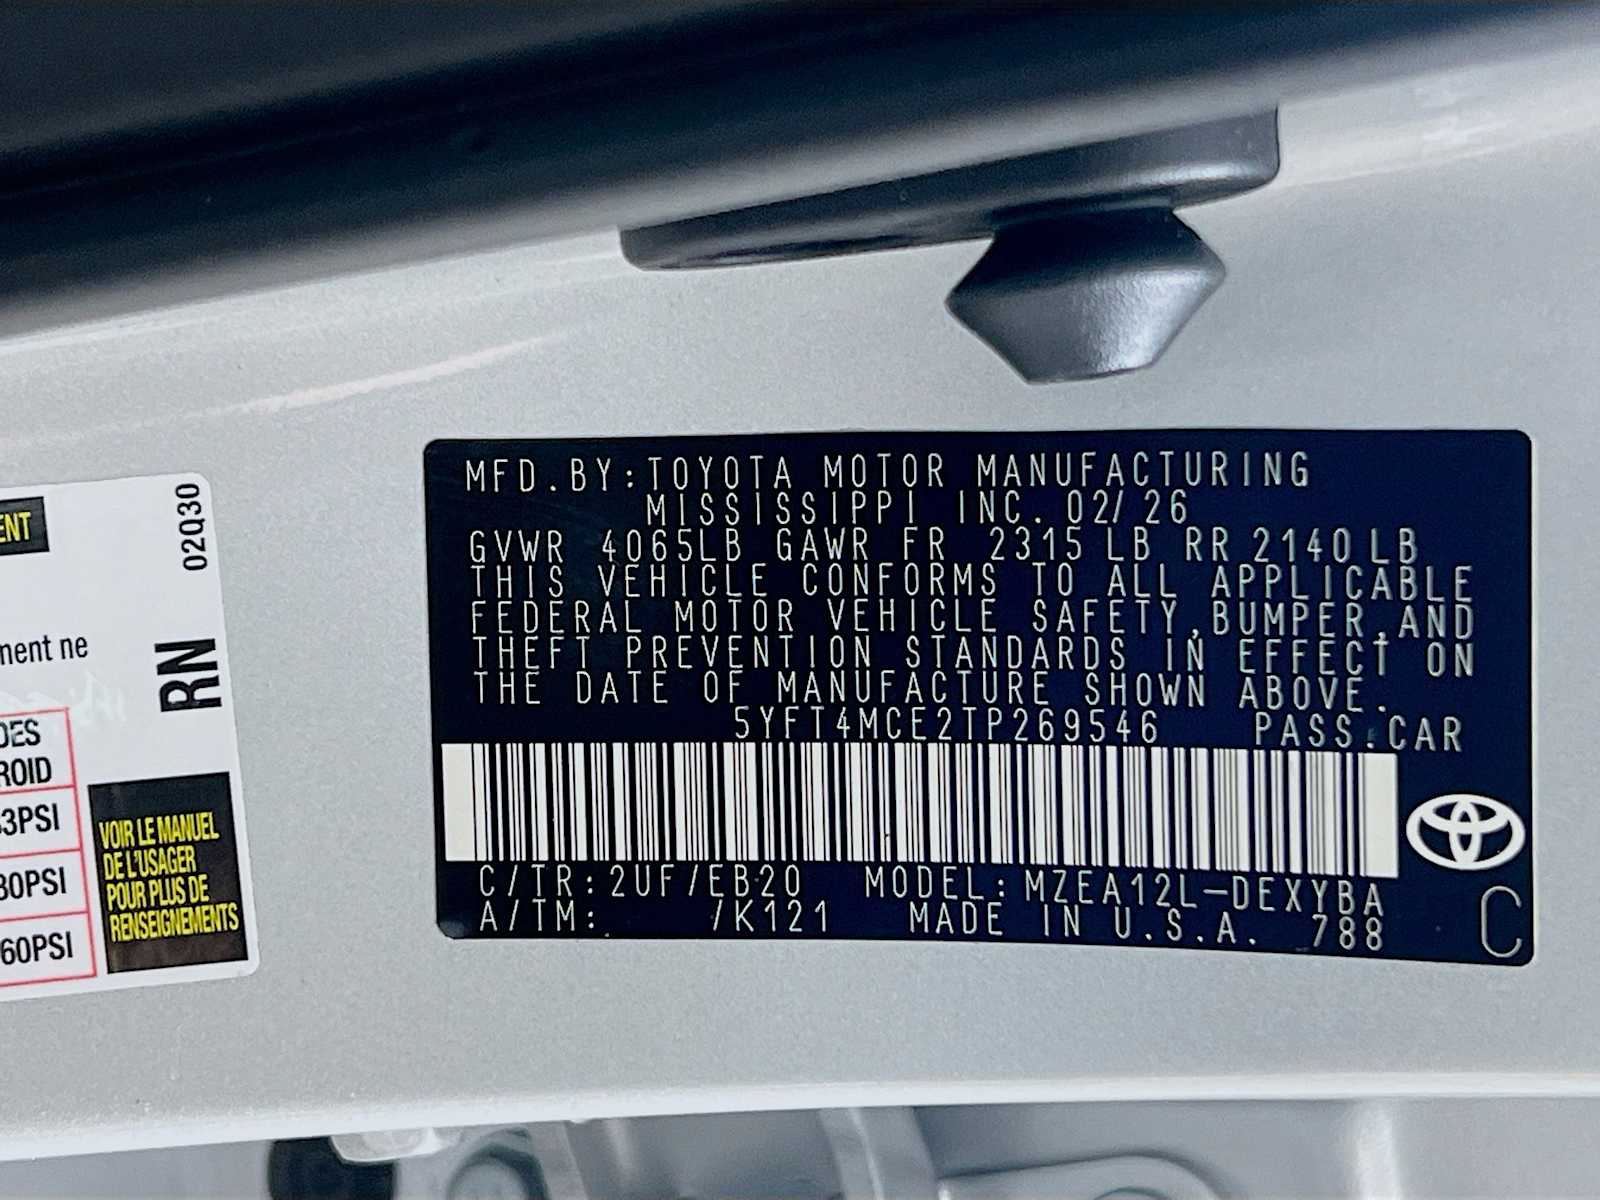 ENT
02Q30
ment ne
RN
DES
ROID
33PSI
30PSI
60PSI
VOIR LE MANUEL
DE L'USAGER
POUR PLUS DE
RENSEIGNEMENTS
MFD.BY:TOYOTA MOTOR MANUFACTURING
MISSISSIPPI INC. 02/26
GVWR 4065LB GAWR FR 2315LB RR 2140LB
THIS VEHICLE CONFORMS TO ALL APPLICABLE
FEDERAL MOTOR VEHICLE SAFETY,BUMPER,AND
THEFT PREVENTION STANDARDS IN EFFECT ON
THE DATE OF MANUFACTURE SHOWN ABOVE.
5YFT4MCE2TP269546 PASS.CAR
C/TR:2UF/EB20 MODEL:MZEA12L-DEXYBA
A/TM: /K121 MADE IN U.S.A. 788
C